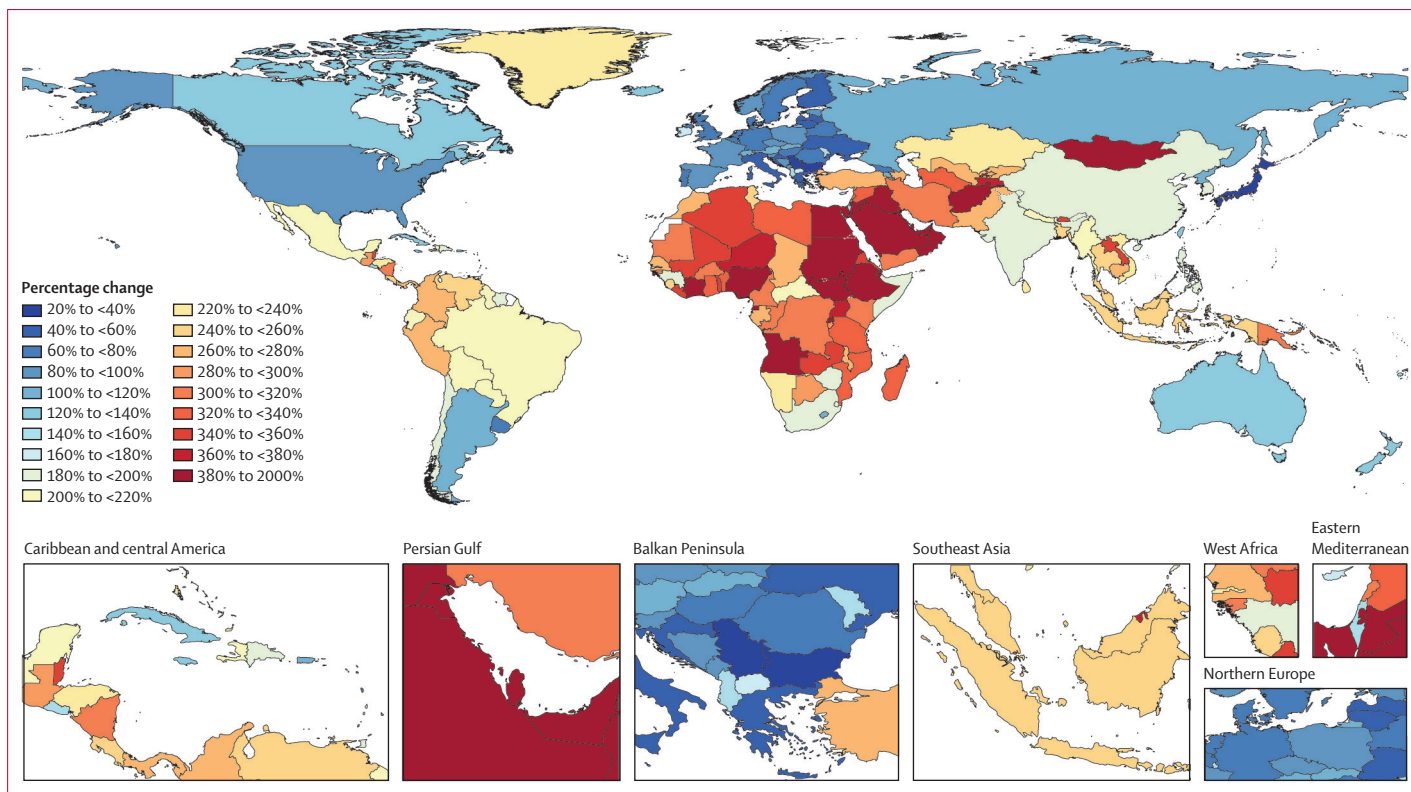 Percentage change
20% to <40%
40% to <60%
60% to <80%
80% to <100%
100% to <120%
120% to <140%
140% to <160%
160% to <180%
180% to <200%
200% to <220%
220% to <240%
240% to <260%
260% to <280%
280% to <300%
300% to <320%
320% to <340%
340% to <360%
360% to <380%
380% to 2000%
Caribbean and central America
Persian Gulf
Balkan Peninsula
Southeast Asia
West Africa
Eastern
Mediterranean
Northern Europe